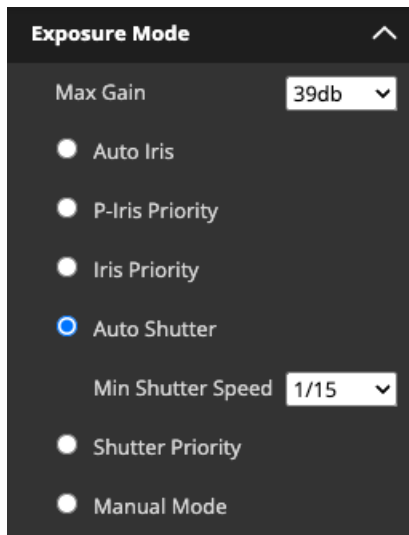 Exposure Mode
Max Gain 39db
Auto Iris
P-Iris Priority
Iris Priority
Auto Shutter
Min Shutter Speed 1/15
Shutter Priority
Manual Mode